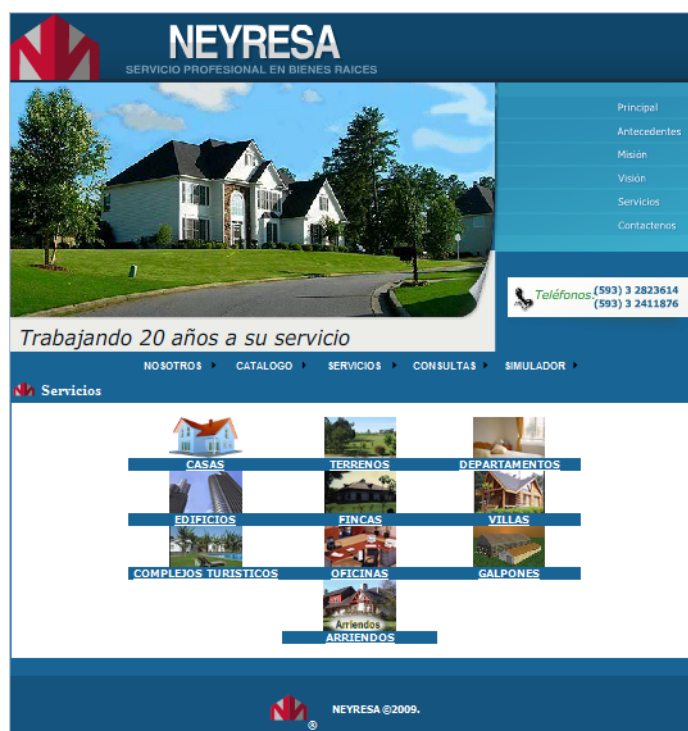 NEYRESA
SERVICIO PROFESIONAL EN BIENES RAICES
Principal
Antecedentes
Misión
Visión
Servicios
Contactenos
Teléfonos: (593) 3 2823614
(593) 3 2411876
Trabajando 20 años a su servicio
NOSOTROS CATALOGO SERVICIOS CONSULTAS SIMULADOR
Servicios
CASAS TERRENOS DEPARTAMENTOS
EDIFICIOS FINCAS VILLAS
COMPLEJOS TURISTICOS OFICINAS GALPONES
Arriendos
ARRIENDOS
NEYRESA ©2009.
®